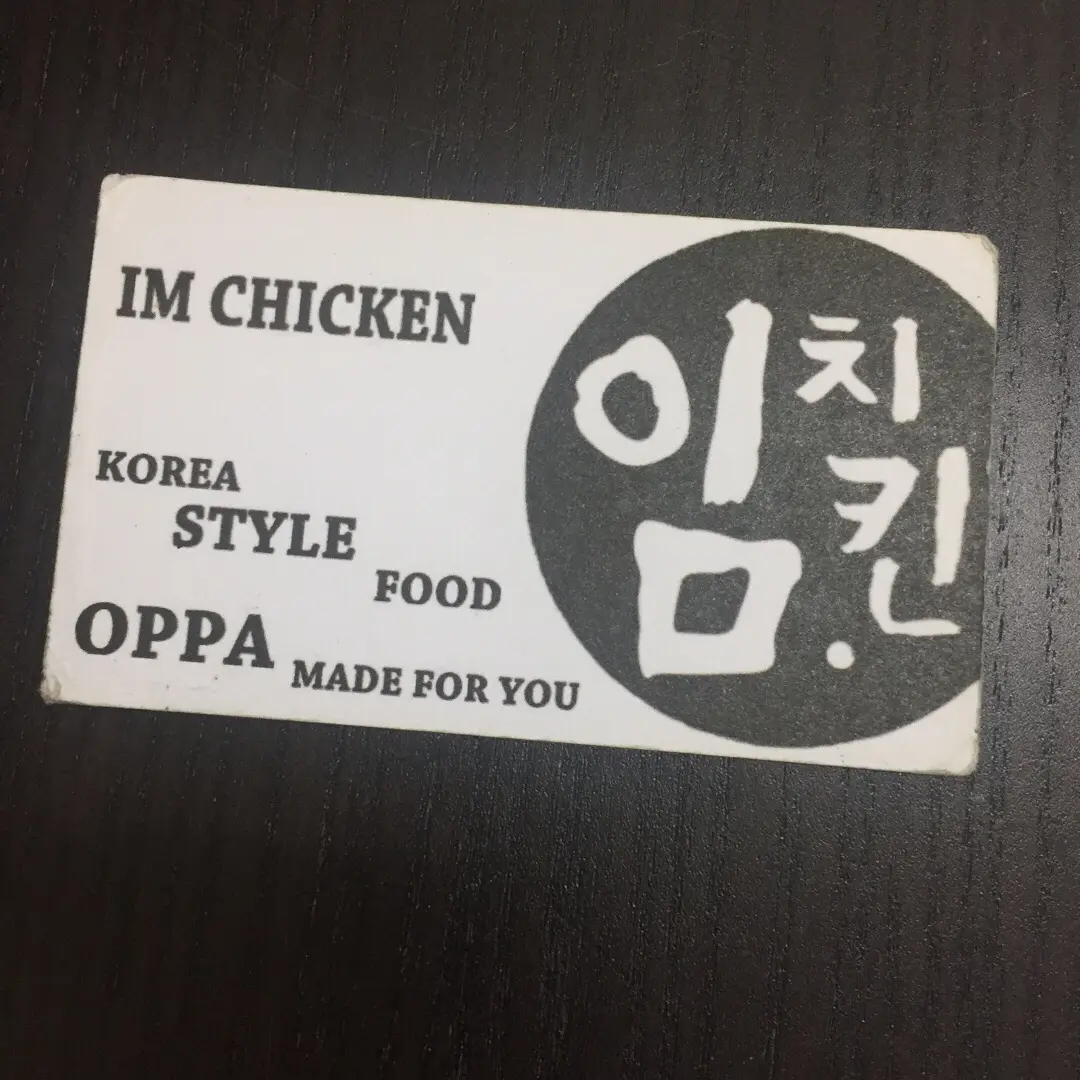 IM CHICKEN
KOREA
STYLE
FOOD
OPPA MADE FOR YOU
임치킨.